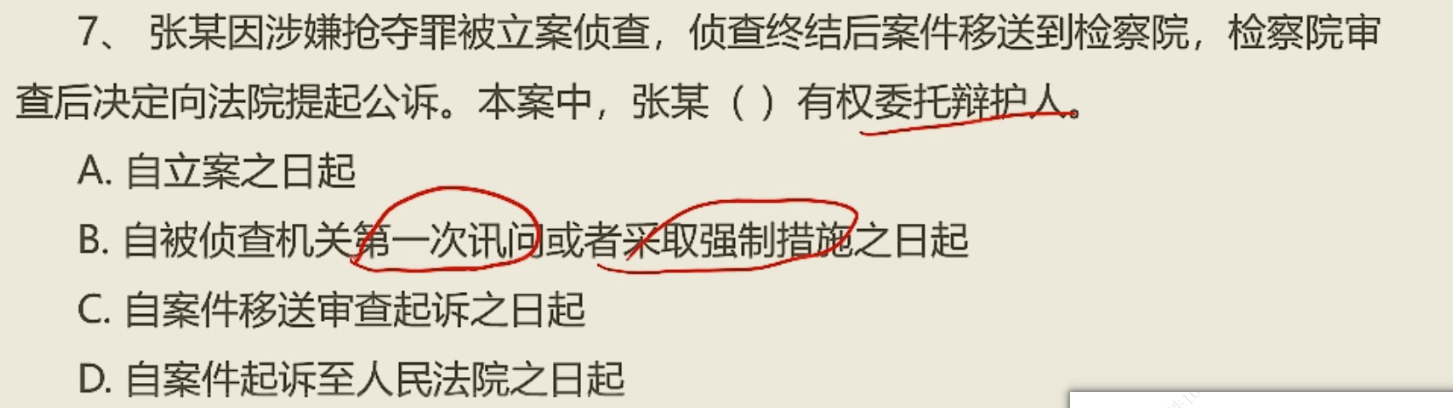 7、 张某因涉嫌抢夺罪被立案侦查，侦查终结后案件移送到检察院，检察院审
查后决定向法院提起公诉。本案中，张某（ ）有权委托辩护人。
A. 自立案之日起
B. 自被侦查机关第一次讯问或者采取强制措施之日起
C. 自案件移送审查起诉之日起
D. 自案件起诉至人民法院之日起